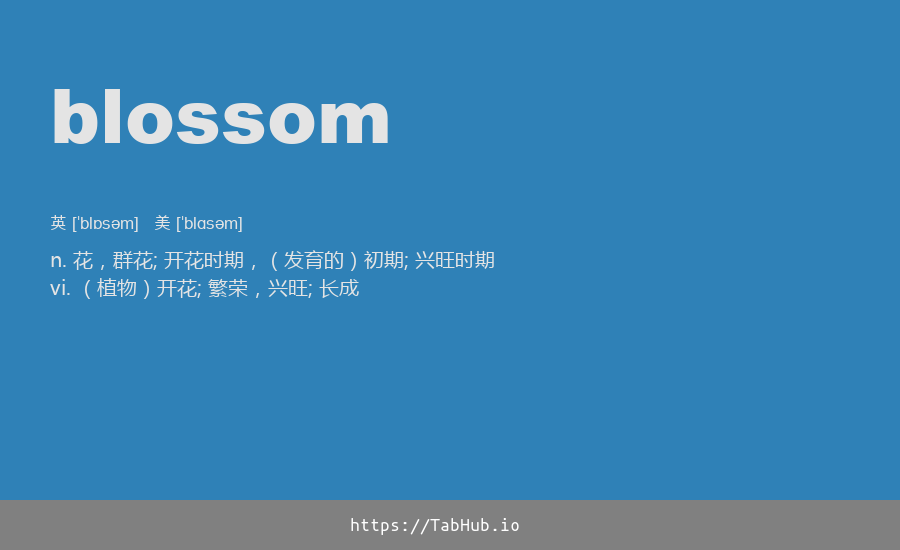 blossom
英 [ˈblɒsəm] 美 [ˈblɑsəm]
n. 花，群花; 开花时期，（发育的）初期; 兴旺时期
vi. （植物）开花; 繁荣，兴旺; 长成
https://TabHub.io